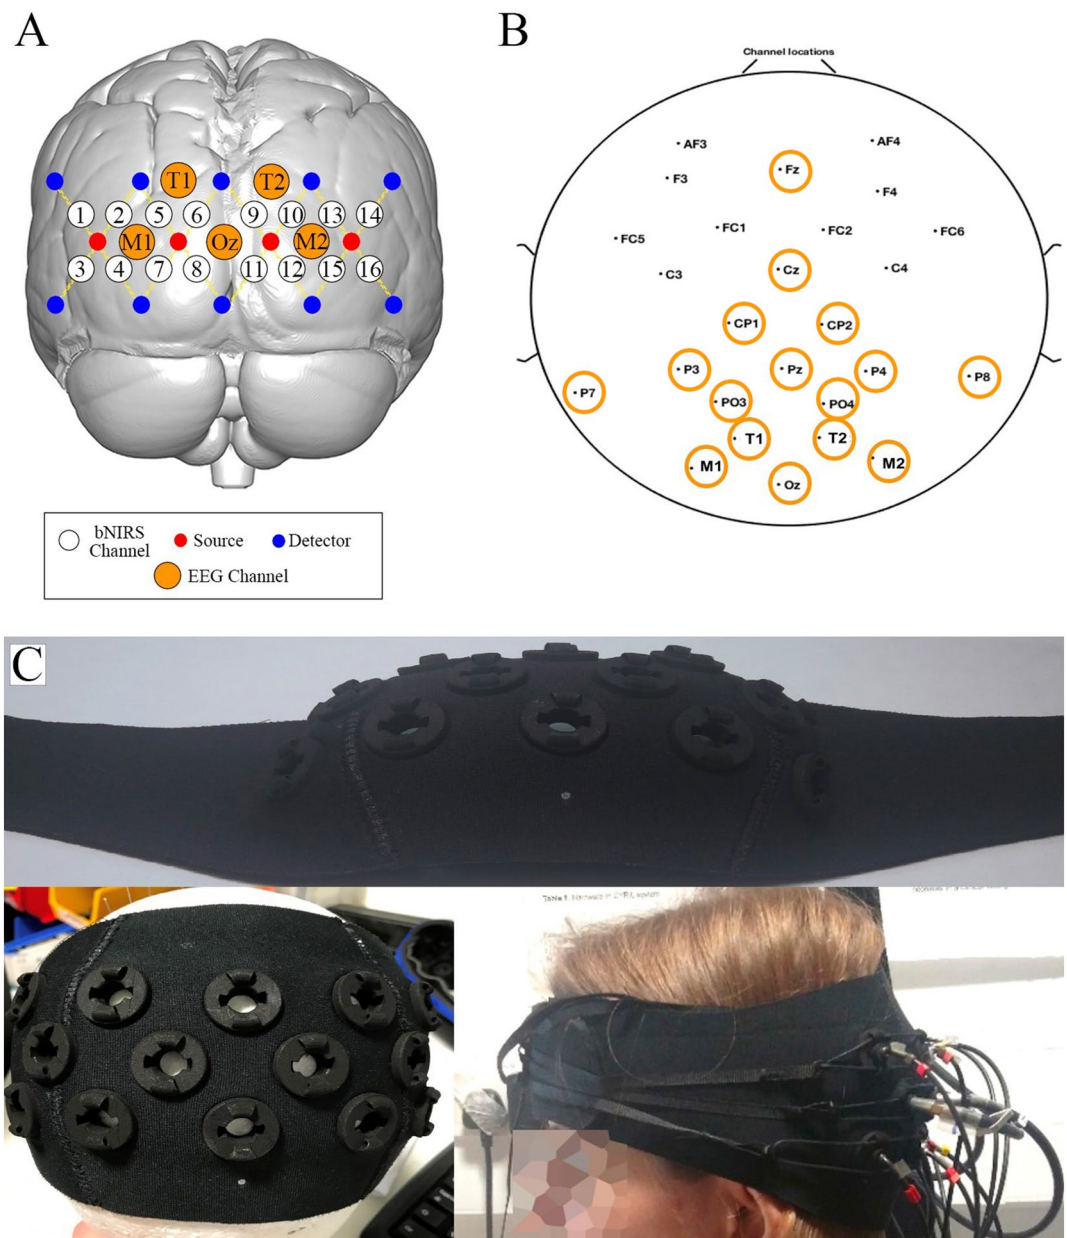 A
T1 T2
1 2 5 6 9 10 13 14
M1 Oz M2
3 4 7 8 11 12 15 16
bNIRS
Channel
Source
Detector
EEG Channel
B
Channel locations
AF3
AF4
Fz
F3
F4
FC5
FC1
FC2
FC6
C3
Cz
C4
CP1
CP2
P7
P3
Pz
P4
P8
PO3
PO4
T1
T2
M1
M2
Oz
C
Table 1. Hardware in
system